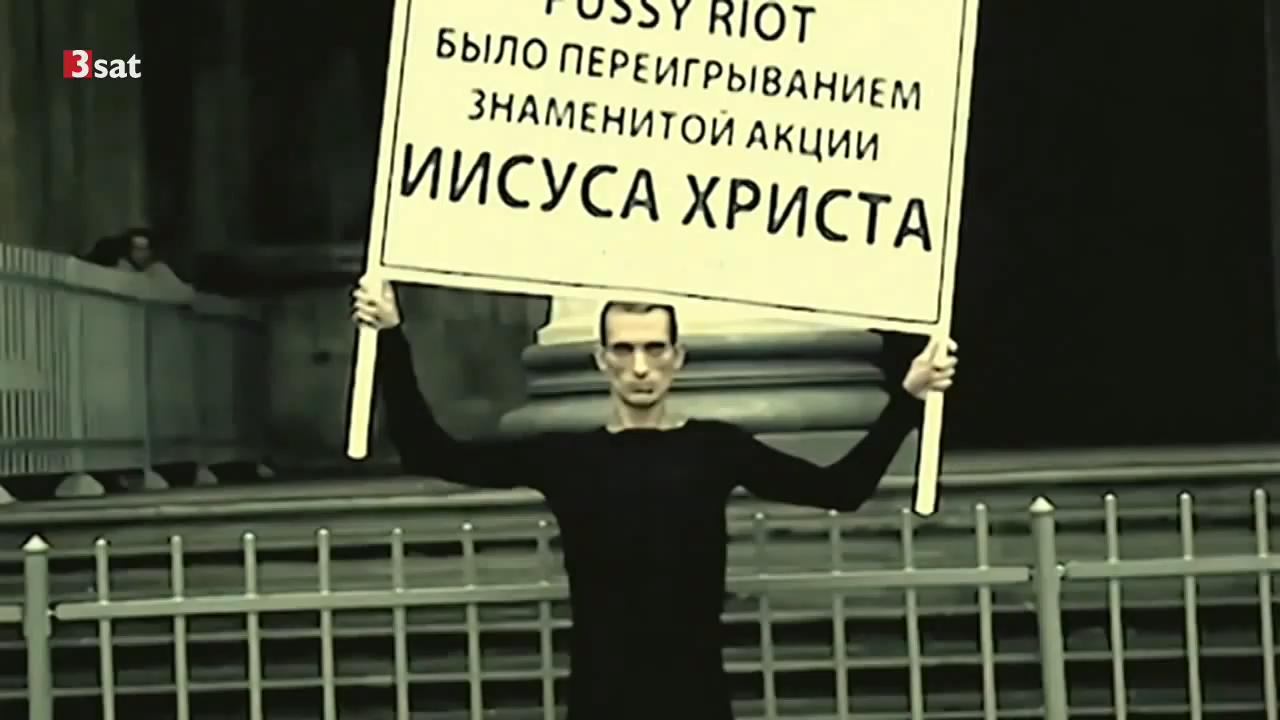 3sat
PUSSY RIOT
БЫЛО ПЕРЕИГРЫВАНИЕМ
ЗНАМЕНИТОЙ АКЦИИ
ИИСУСА ХРИСТА